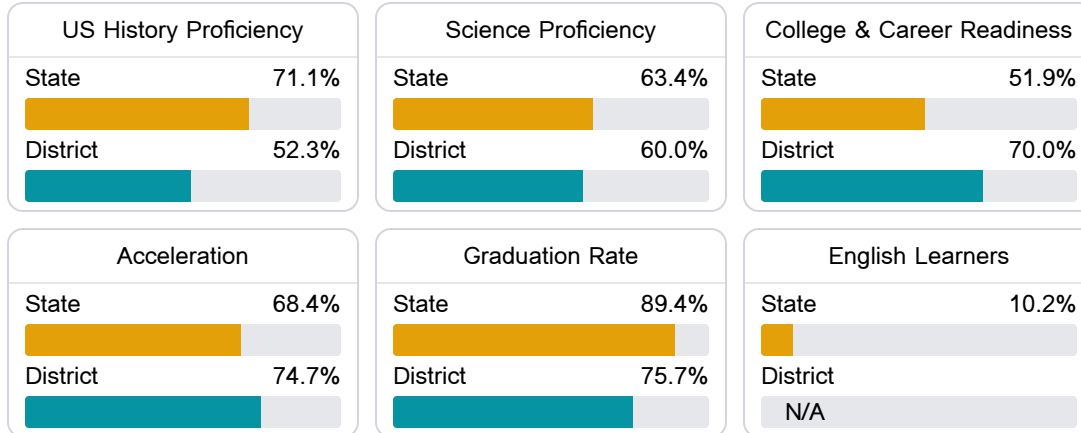 US History Proficiency
State 71.1%
District 52.3%
Science Proficiency
State 63.4%
District 60.0%
College & Career Readiness
State 51.9%
District 70.0%
Acceleration
State 68.4%
District 74.7%
Graduation Rate
State 89.4%
District 75.7%
English Learners
State 10.2%
District
N/A